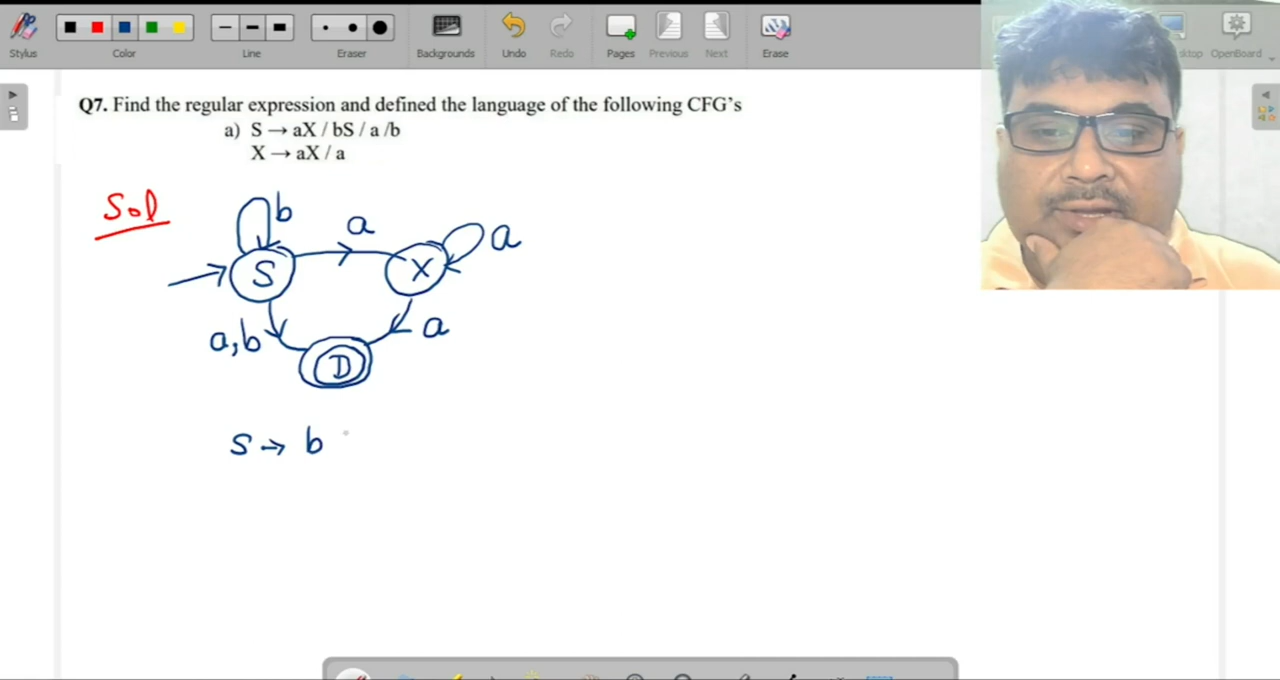 Stylus Color Line Eraser Backgrounds Undo Redo Pages Previous Next Erase OpenBoard
Q7. Find the regular expression and defined the language of the following CFG's
a) S → aX / bS / a /b
X → aX / a
Sol
b
a
a
S
X
a,b
a
D
S → b